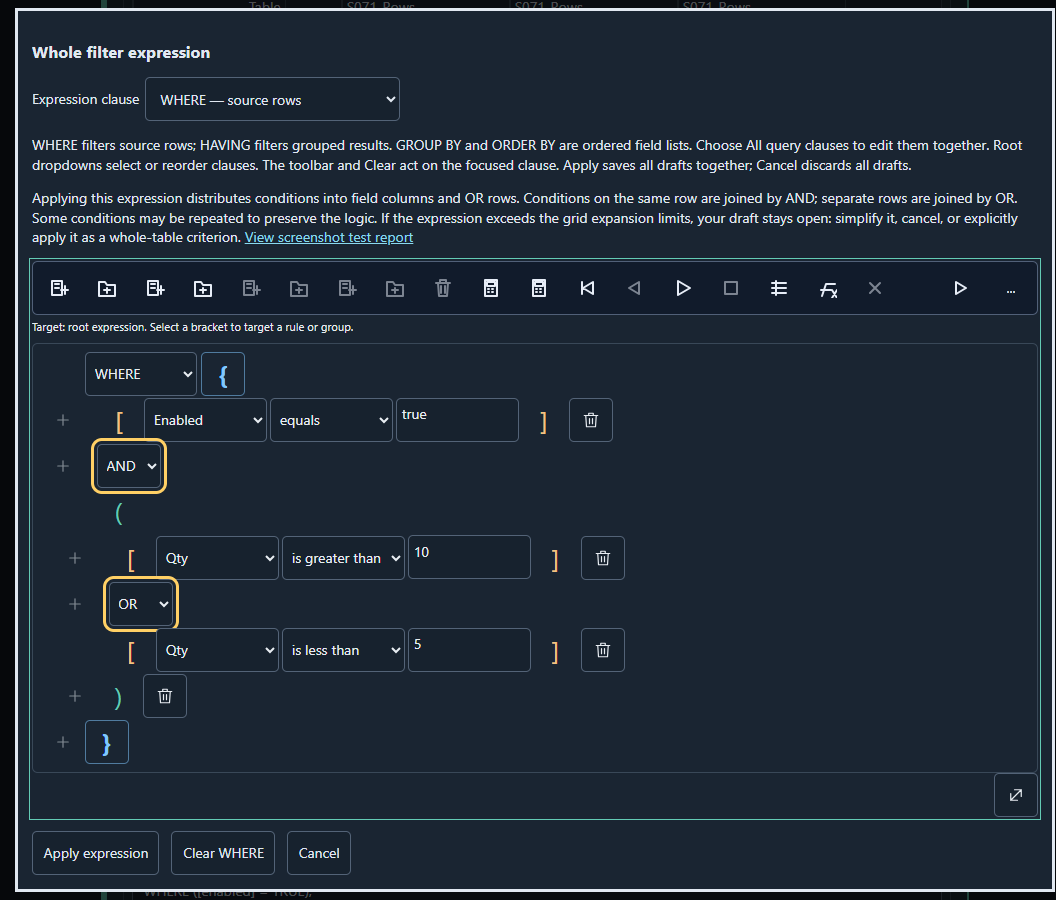 Table S071_Rows S071_Rows S071_Rows
Whole filter expression
Expression clause WHERE — source rows
WHERE filters source rows; HAVING filters grouped results. GROUP BY and ORDER BY are ordered field lists. Choose All query clauses to edit them together. Root
dropdowns select or reorder clauses. The toolbar and Clear act on the focused clause. Apply saves all drafts together; Cancel discards all drafts.
Applying this expression distributes conditions into field columns and OR rows. Conditions on the same row are joined by AND; separate rows are joined by OR.
Some conditions may be repeated to preserve the logic. If the expression exceeds the grid expansion limits, your draft stays open: simplify it, cancel, or explicitly
apply it as a whole-table criterion. View screenshot test report
...
Target: root expression. Select a bracket to target a rule or group.
WHERE {
+ [ Enabled equals true ]
+ AND
(
+ [ Qty is greater than 10 ]
+ OR
[ Qty is less than 5 ]
+ )
+ }
Apply expression Clear WHERE Cancel
WHERE ([enabled] = TRUE);